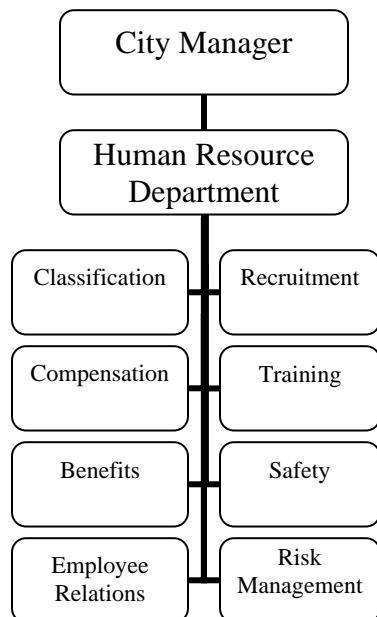 City Manager
Human Resource
Department
Classification
Recruitment
Compensation
Training
Benefits
Safety
Employee
Relations
Risk
Management